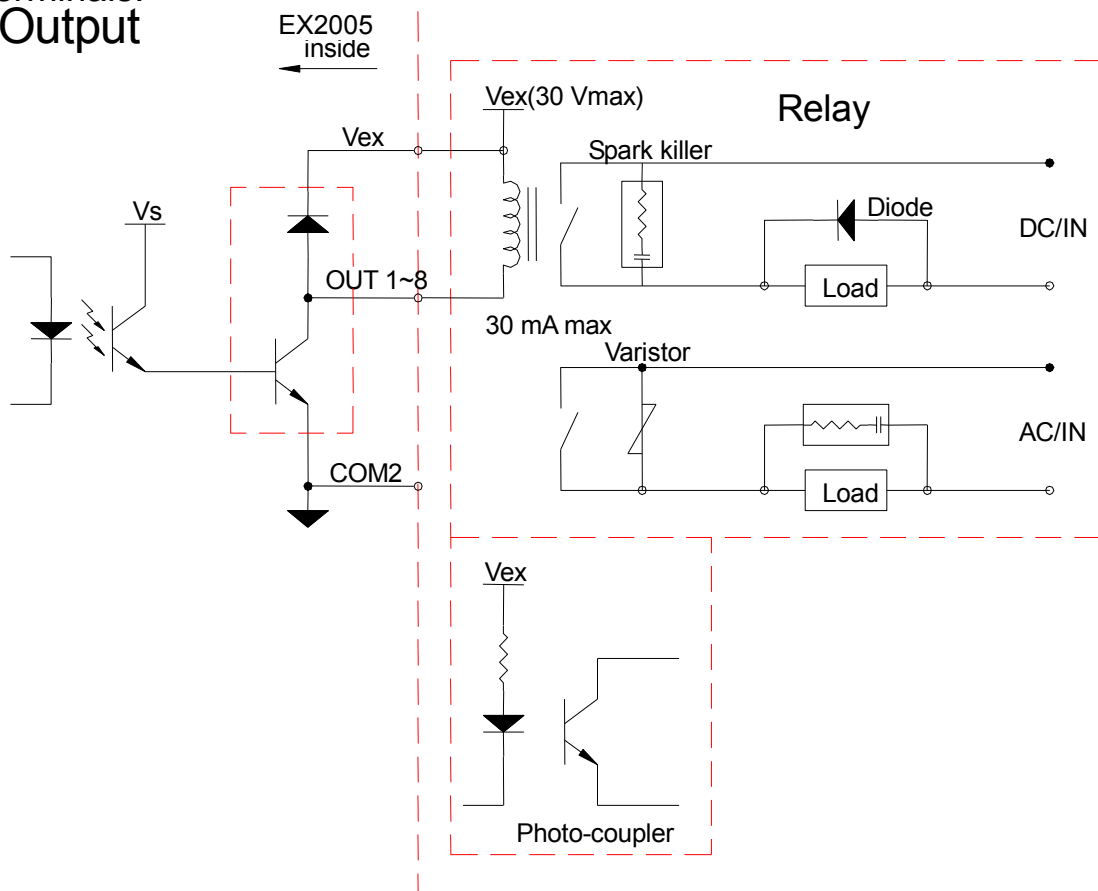 Output
EX2005
inside
Vex(30 Vmax)
Relay
Vex
Spark killer
Vs
Diode
DC/IN
OUT 1~8
Load
30 mA max
Varistor
AC/IN
COM2
Load
Vex
Photo-coupler